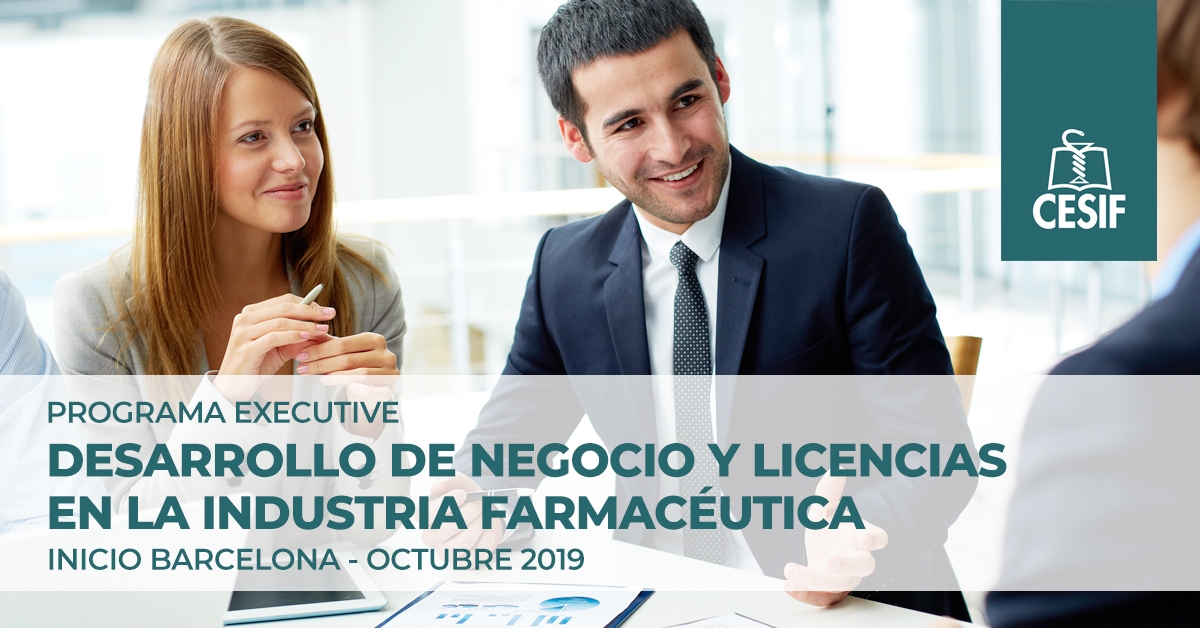 CESIF
PROGRAMA EXECUTIVE
DESARROLLO DE NEGOCIO Y LICENCIAS
EN LA INDUSTRIA FARMACÉUTICA
INICIO BARCELONA - OCTUBRE 2019